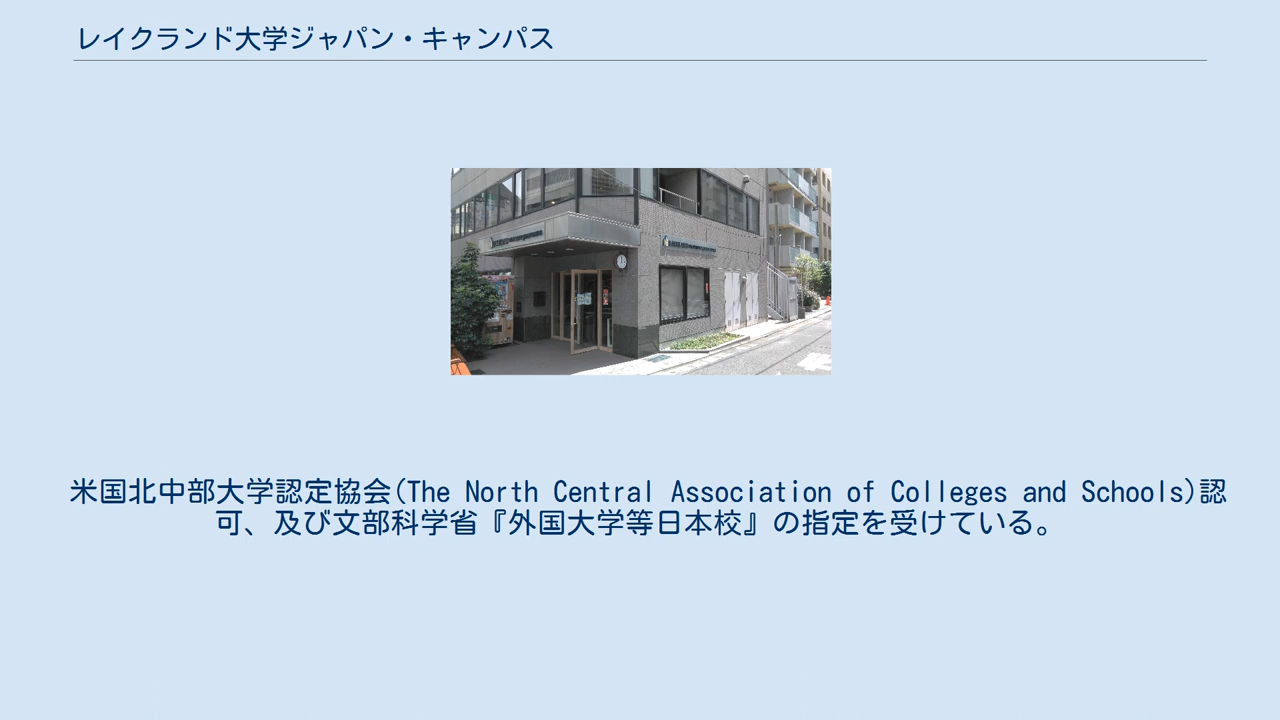 レイクランド大学ジャパン・キャンパス
米国北中部大学認定協会(The North Central Association of Colleges and Schools)認
可、及び文部科学省『外国大学等日本校』の指定を受けている。